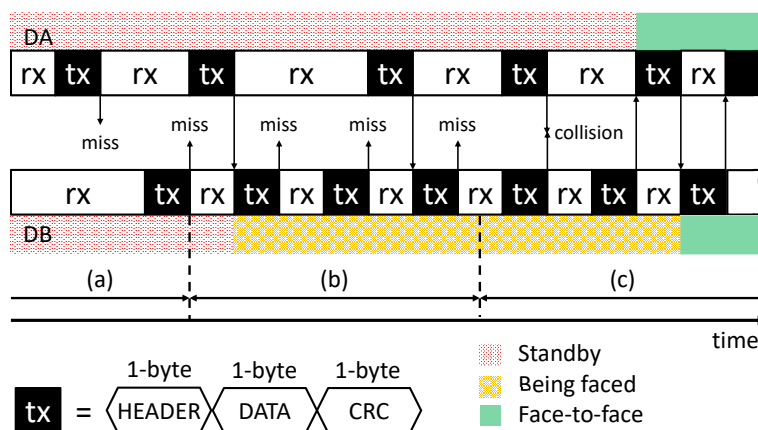 DA
rx tx rx tx rx tx rx tx rx tx rx
miss
miss miss miss miss collision
rx tx rx tx rx tx rx tx rx tx rx tx rx tx
DB
(a) (b) (c)
time
1-byte 1-byte 1-byte
tx = HEADER DATA CRC
Standby
Being faced
Face-to-face